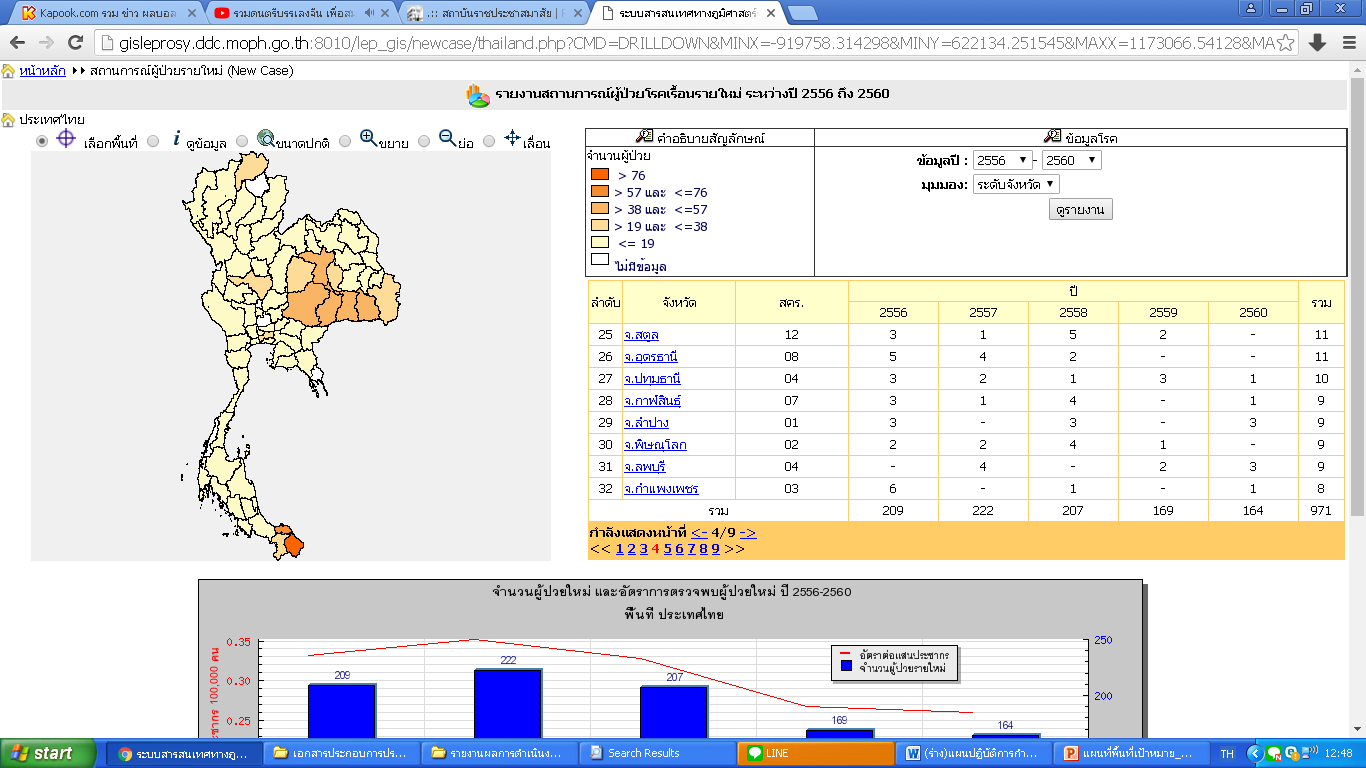 Kapook.com รวม ข่าว ผลบอล
รวมดนตรีบรรเลงจีน เพื่อสม
.:: สถาบันราชประชาสมาสัย | R
ระบบสารสนเทศทางภูมิศาสตร์
gisleprosy.ddc.moph.go.th:8010/lep_gis/newcase/thailand.php?CMD=DRILLDOWN&MINX=-919758.314298&MINY=622134.251545&MAXX=1173066.54128&MA
หน้าหลัก สถานการณ์ผู้ป่วยรายใหม่ (New Case)
รายงานสถานการณ์ผู้ป่วยโรคเรื้อนรายใหม่ ระหว่างปี 2556 ถึง 2560
ประเทศไทย
เลือกพื้นที่ ดูข้อมูล ขนาดปกติ ขยาย ย่อ เลื่อน
คำอธิบายสัญลักษณ์ ข้อมูลโรค
จำนวนผู้ป่วย
> 76
> 57 และ <=76
> 38 และ <=57
> 19 และ <=38
<= 19
ไม่มีข้อมูล
ข้อมูลปี : 2556 - 2560
มุมมอง: ระดับจังหวัด
ดูรายงาน
ลำดับ จังหวัด สคร. ปี รวม
2556 2557 2558 2559 2560
25 จ.สตูล 12 3 1 5 2 - 11
26 จ.อุดรธานี 08 5 4 2 - - 11
27 จ.ปทุมธานี 04 3 2 1 3 1 10
28 จ.กาฬสินธุ์ 07 3 1 4 - 1 9
29 จ.ลำปาง 01 3 - 3 - 3 9
30 จ.พิษณุโลก 02 2 2 4 1 - 9
31 จ.ลพบุรี 04 - 4 - 2 3 9
32 จ.กำแพงเพชร 03 6 - 1 - 1 8
รวม 209 222 207 169 164 971
กำลังแสดงหน้าที่ <- 4/9 ->
<< 1 2 3 4 5 6 7 8 9 >>
จำนวนผู้ป่วยใหม่ และอัตราการตรวจพบผู้ป่วยใหม่ ปี 2556-2560
พื้นที่ ประเทศไทย
อัตราต่อแสนประชากร
จำนวนผู้ป่วยรายใหม่
0.35
0.30
0.25
ชากร 100,000 คน
209
222
207
169
164
250
200
start
ระบบสารสนเทศทางภู...
เอกสารประกอบการปร...
รายงานผลการดำเนินง...
Search Results
LINE
(ร่าง)แผนปฏิบัติการกำ...
แผนที่พื้นที่เป้าหมาย_...
TH
12:48